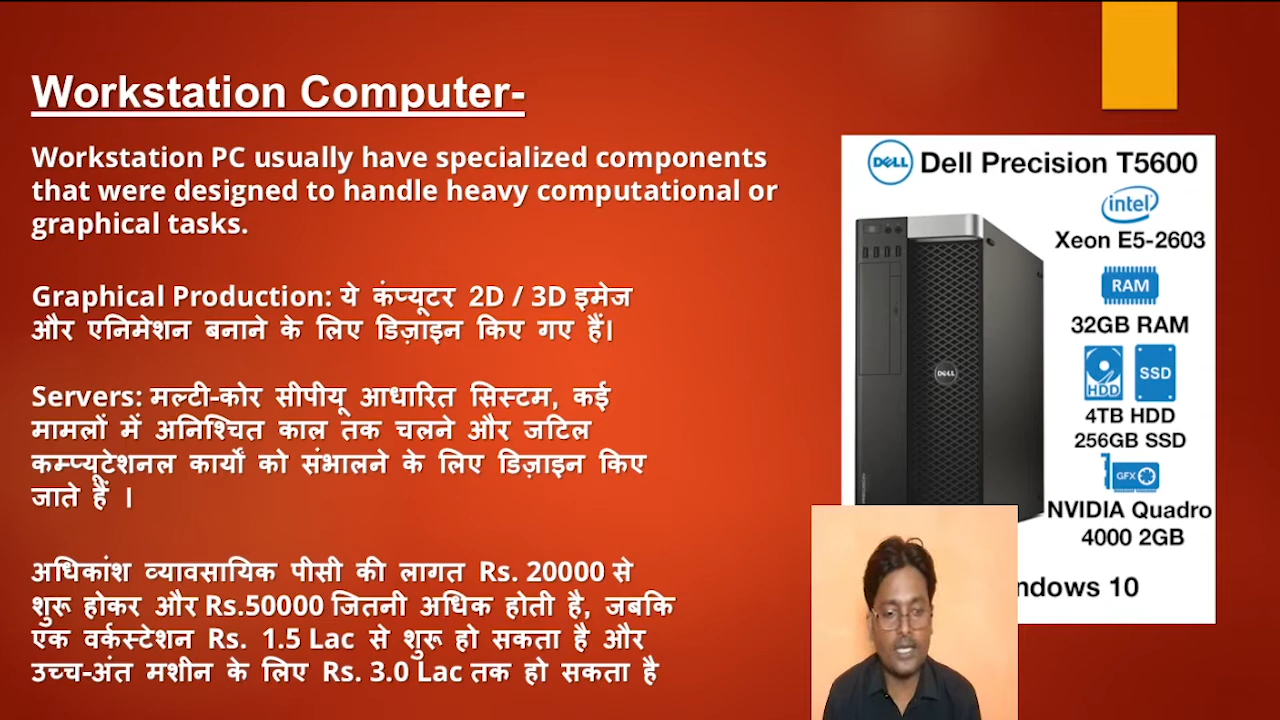 Workstation Computer-
Workstation PC usually have specialized components
that were designed to handle heavy computational or
graphical tasks.
Graphical Production: ये कंप्यूटर 2D / 3D इमेज
और एनिमेशन बनाने के लिए डिज़ाइन किए गए हैं।
Servers: मल्टी-कोर सीपीयू आधारित सिस्टम, कई
मामलों में अनिश्चित काल तक चलने और जटिल
कम्प्यूटेशनल कार्यों को संभालने के लिए डिज़ाइन किए
जाते हैं ।
अधिकांश व्यावसायिक पीसी की लागत Rs. 20000 से
शुरू होकर और Rs.50000 जितनी अधिक होती है, जबकि
एक वर्कस्टेशन Rs. 1.5 Lac से शुरू हो सकता है और
उच्च-अंत मशीन के लिए Rs. 3.0 Lac तक हो सकता है
DELL Dell Precision T5600
intel
Xeon E5-2603
RAM
32GB RAM
HDD SSD
4TB HDD
256GB SSD
GFX
NVIDIA Quadro
4000 2GB
ndows 10
DELL